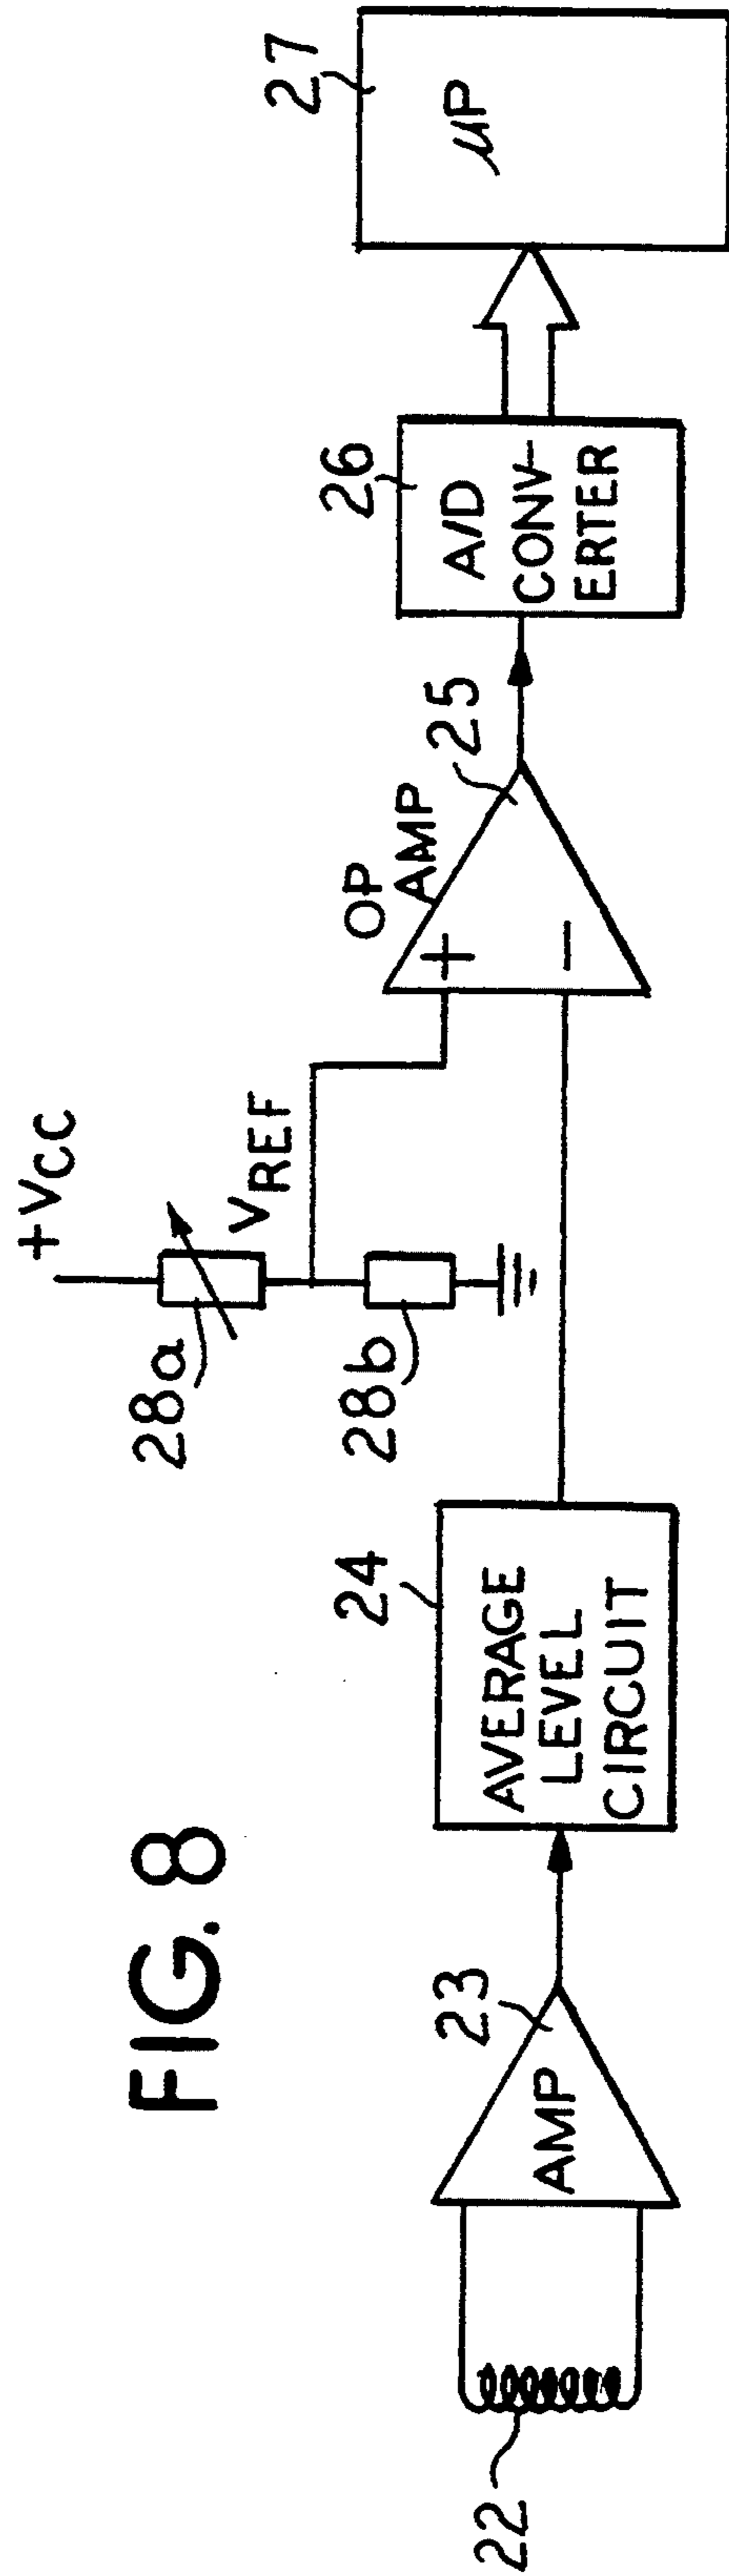 FIG. 8
22
AMP
23
AVERAGE
LEVEL
CIRCUIT
24
+VCC
28a
VREF
28b
OP
AMP
+
−
25
A/D
CONV-
ERTER
26
μP
27